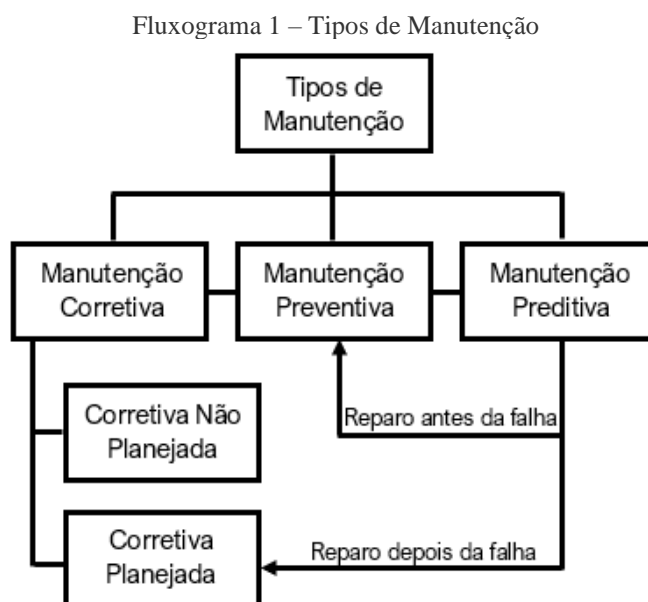 Fluxograma 1 – Tipos de Manutenção
Tipos de
Manutenção
Manutenção
Corretiva
Manutenção
Preventiva
Manutenção
Preditiva
Corretiva Não
Planejada
Reparo antes da falha
Corretiva
Planejada
Reparo depois da falha